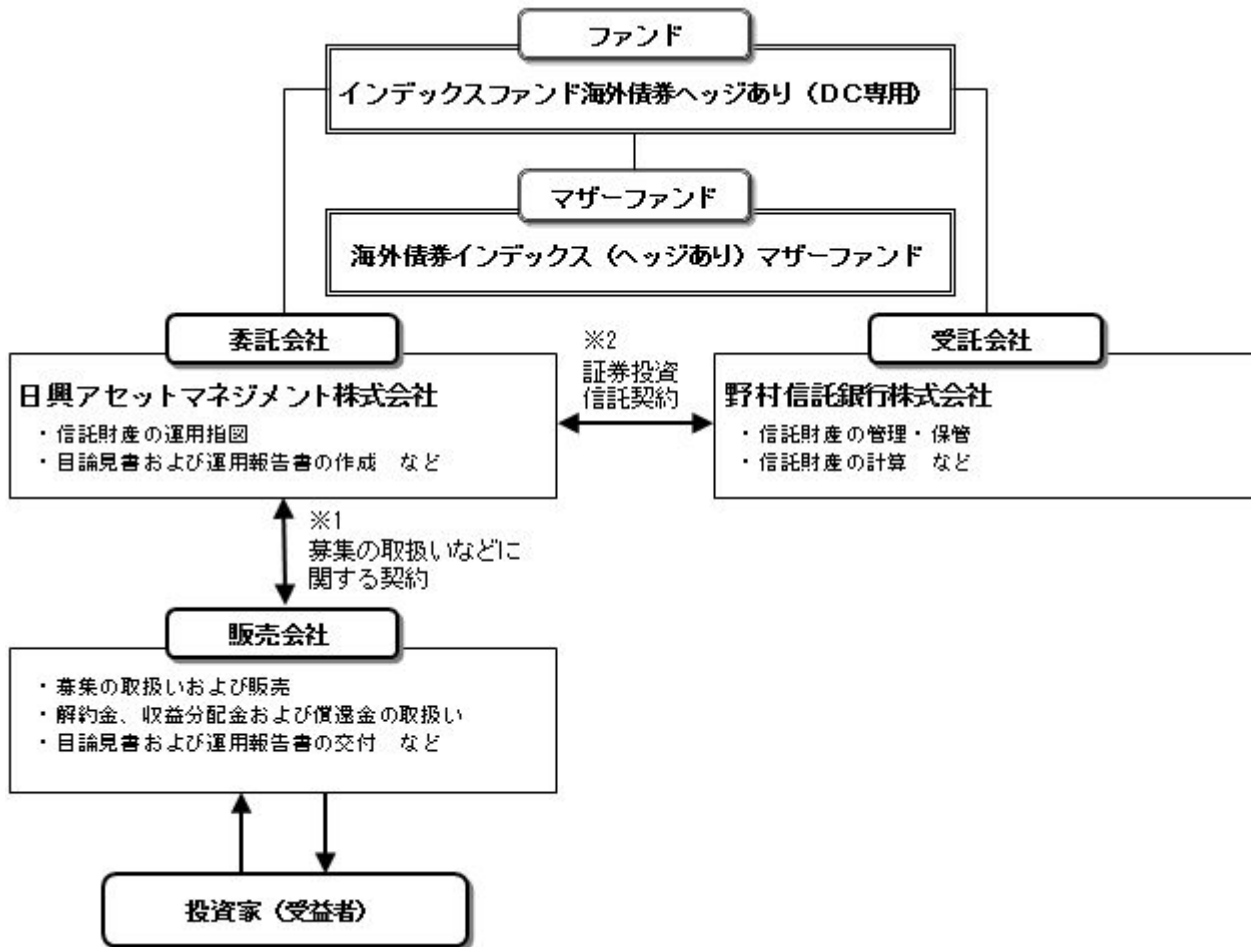 ファンド
インデックスファンド海外債券ヘッジあり（DC専用）
マザーファンド
海外債券インデックス（ヘッジあり）マザーファンド
委託会社
日興アセットマネジメント株式会社
・信託財産の運用指図
・目論見書および運用報告書の作成　など
※2
証券投資
信託契約
受託会社
野村信託銀行株式会社
・信託財産の管理・保管
・信託財産の計算　など
※1
募集の取扱いなどに
関する契約
販売会社
・募集の取扱いおよび販売
・解約金、収益分配金および償還金の取扱い
・目論見書および運用報告書の交付　など
投資家（受益者）